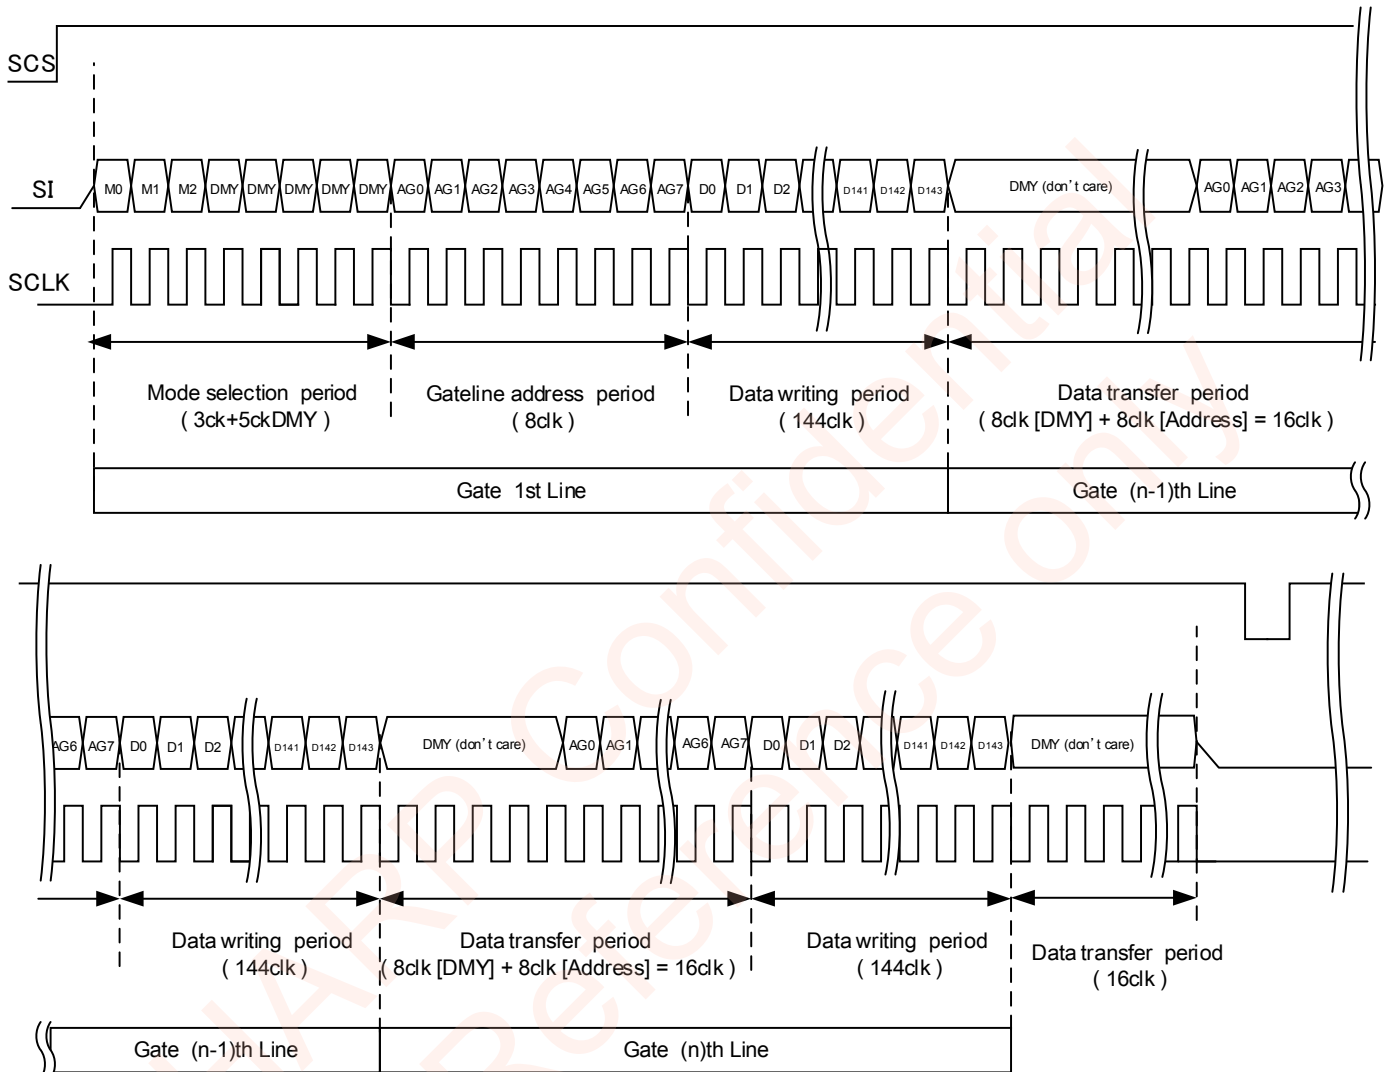 SCS
SI
M0 M1 M2 DMY DMY DMY DMY DMY AG0 AG1 AG2 AG3 AG4 AG5 AG6 AG7 D0 D1 D2 D141 D142 D143 DMY (don't care) AG0 AG1 AG2 AG3
SCLK
Mode selection period
( 3ck+5ckDMY )
Gateline address period
( 8clk )
Data writing period
( 144clk )
Data transfer period
( 8clk [DMY] + 8clk [Address] = 16clk )
Gate 1st Line
Gate (n-1)th Line
AG6 AG7 D0 D1 D2 D141 D142 D143 DMY (don't care) AG0 AG1 AG6 AG7 D0 D1 D2 D141 D142 D143 DMY (don't care)
Data writing period
( 144clk )
Data transfer period
( 8clk [DMY] + 8clk [Address] = 16clk )
Data writing period
( 144clk )
Data transfer period
( 16clk )
Gate (n-1)th Line
Gate (n)th Line
HARP Confidential
Reference only